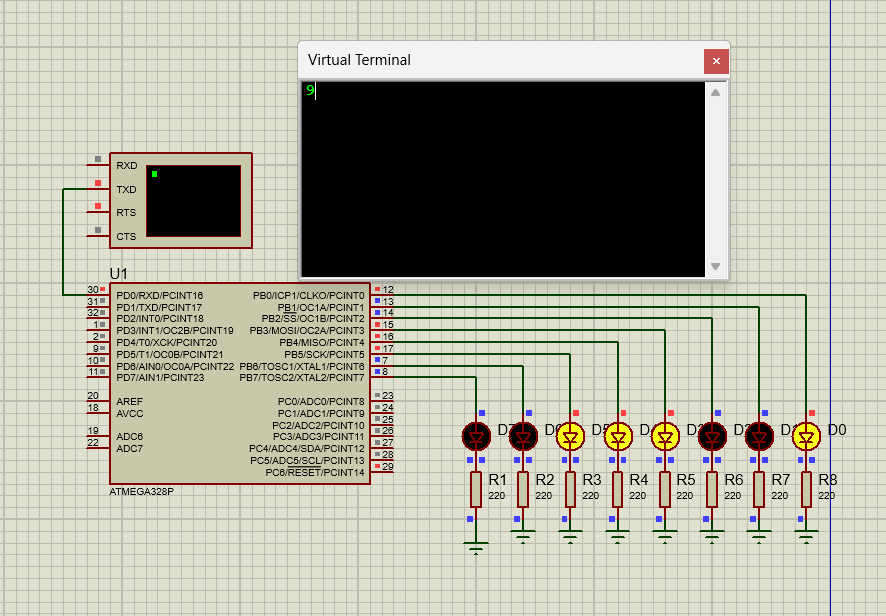 Virtual Terminal
9
RXD
TXD
RTS
CTS
U1
30 PD0/RXD/PCINT16 PB0/ICP1/CLKO/PCINT0 12
31 PD1/TXD/PCINT17 PB1/OC1A/PCINT1 13
32 PD2/INT0/PCINT18 PB2/SS/OC1B/PCINT2 14
1 PD3/INT1/OC2B/PCINT19 PB3/MOSI/OC2A/PCINT3 15
2 PD4/T0/XCK/PCINT20 PB4/MISO/PCINT4 16
9 PD5/T1/OC0B/PCINT21 PB5/SCK/PCINT5 17
10 PD6/AIN0/OC0A/PCINT22 PB6/TOSC1/XTAL1/PCINT6 7
11 PD7/AIN1/PCINT23 PB7/TOSC2/XTAL2/PCINT7 8
20 AREF PC0/ADC0/PCINT8 23
18 AVCC PC1/ADC1/PCINT9 24
PC2/ADC2/PCINT10 25
19 ADC6 PC3/ADC3/PCINT11 26
22 ADC7 PC4/ADC4/SDA/PCINT12 27
PC5/ADC5/SCL/PCINT13 28
PC6/RESET/PCINT14 29
ATMEGA328P
D0
R1 R2 R3 R4 R5 R6 R7 R8
220 220 220 220 220 220 220 220